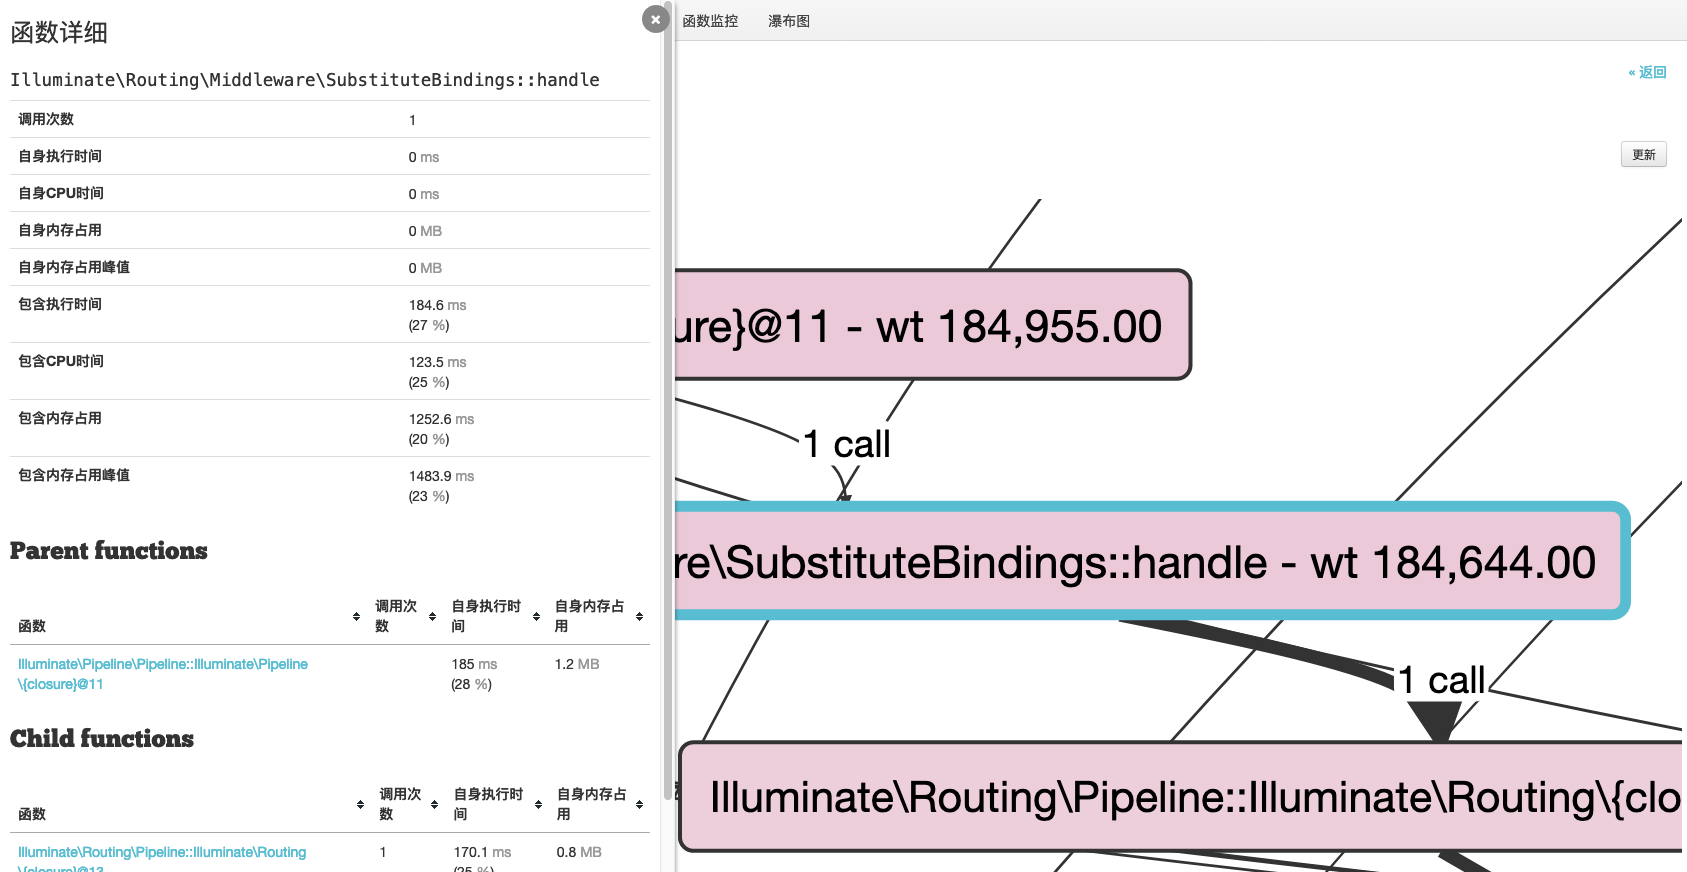 函数详细
Illuminate\Routing\Middleware\SubstituteBindings::handle
调用次数 1
自身执行时间 0 ms
自身CPU时间 0 ms
自身内存占用 0 MB
自身内存占用峰值 0 MB
包含执行时间 184.6 ms
(27 %)
包含CPU时间 123.5 ms
(25 %)
包含内存占用 1252.6 ms
(20 %)
包含内存占用峰值 1483.9 ms
(23 %)
Parent functions
函数 调用次数 自身执行时间 自身内存占用
Illuminate\Pipeline\Pipeline::Illuminate\Pipeline 185 ms 1.2 MB
\{closure}@11 (28 %)
Child functions
函数 调用次数 自身执行时间 自身内存占用
Illuminate\Routing\Pipeline::Illuminate\Routing 1 170.1 ms 0.8 MB
\{closure}@13 (25 %)
函数监控 瀑布图
« 返回
更新
ure}@11 - wt 184,955.00
1 call
re\SubstituteBindings::handle - wt 184,644.00
1 call
Illuminate\Routing\Pipeline::Illuminate\Routing\{clo